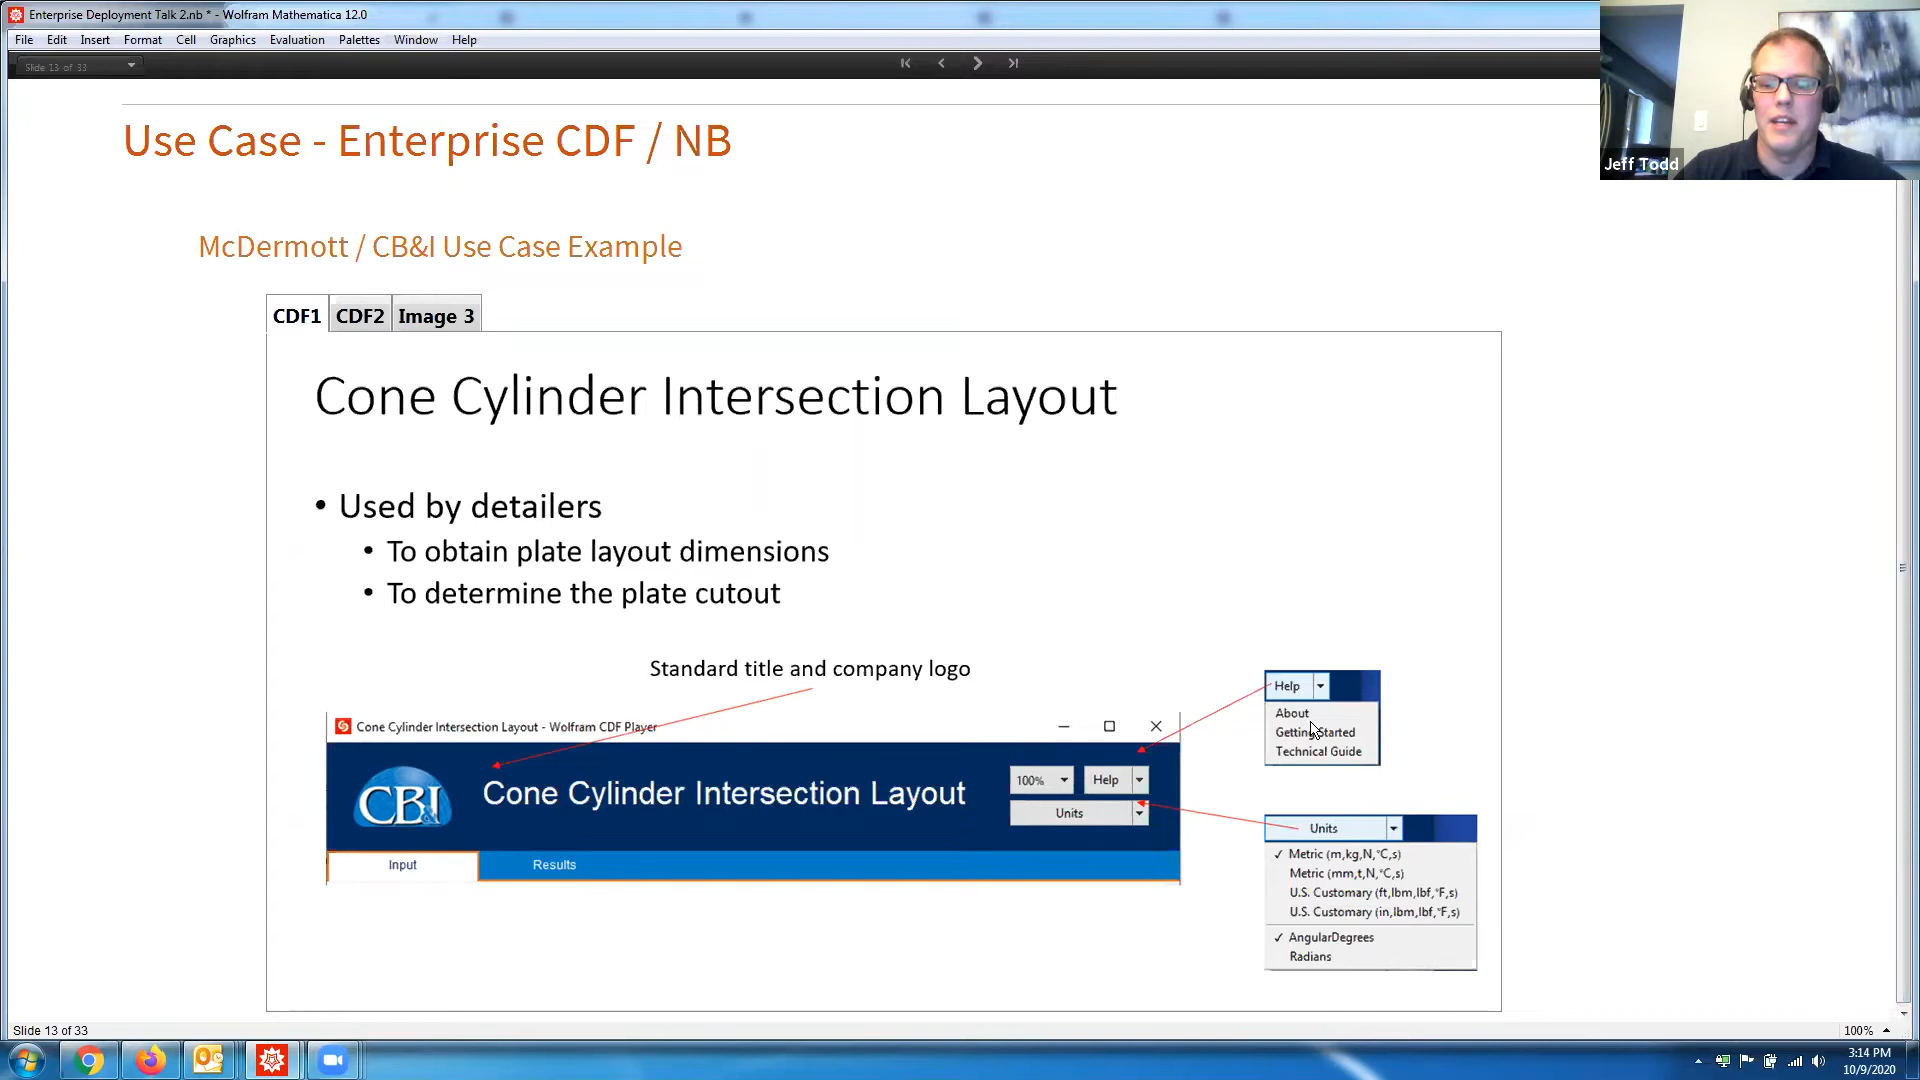 Enterprise Deployment Talk 2.nb * - Wolfram Mathematica 12.0
File Edit Insert Format Cell Graphics Evaluation Palettes Window Help
Slide 13 of 33
Jeff Todd
Use Case - Enterprise CDF / NB
McDermott / CB&I Use Case Example
CDF1 CDF2 Image 3
Cone Cylinder Intersection Layout
• Used by detailers
• To obtain plate layout dimensions
• To determine the plate cutout
Standard title and company logo
Cone Cylinder Intersection Layout - Wolfram CDF Player
CB&I
Cone Cylinder Intersection Layout
100% Help
Units
Input Results
Help
About
Getting Started
Technical Guide
Units
✓ Metric (m,kg,N,°C,s)
Metric (mm,t,N,°C,s)
U.S. Customary (ft,lbm,lbf,°F,s)
U.S. Customary (in,lbm,lbf,°F,s)
✓ AngularDegrees
Radians
Slide 13 of 33
100%
3:14 PM
10/9/2020